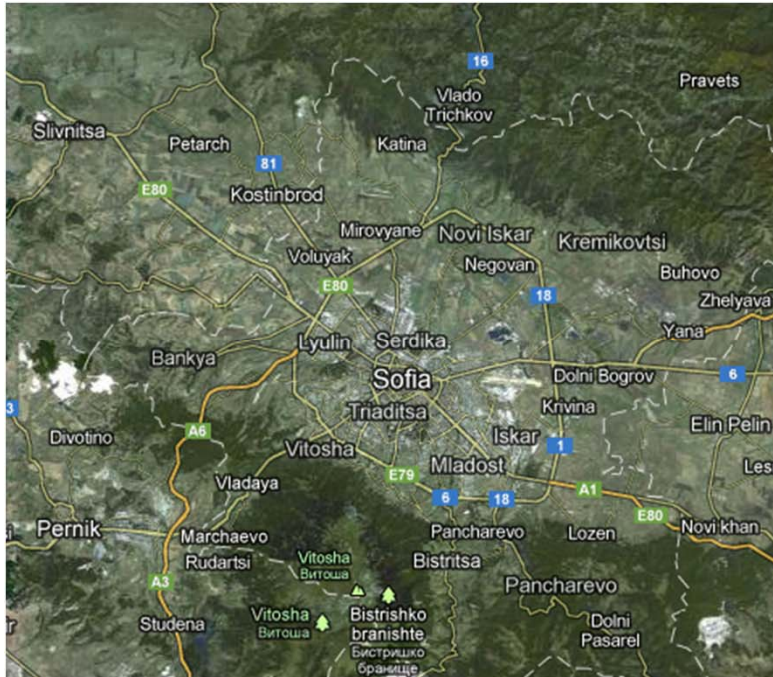 16
Pravets
Vlado
Trichkov
Slivnitsa
Petarch
Katina
81
E80
Kostinbrod
Mirovyane
Novi Iskar
Kremikovtsi
Voluyak
Negovan
Buhovo
E80
18
Zhelyava
Yana
Lyulin
Serdika
Bankya
Sofia
Dolni Bogrov
6
3
Triaditsa
Krivina
A6
Divotino
Iskar
Elin Pelin
Vitosha
1
Mladost
Les
E79
Vladaya
A1
6
18
E80
Pernik
Marchaevo
Pancharevo
Lozen
Novi khan
si
Rudartsi
Vitosha
Витоша
Bistritsa
A3
Pancharevo
Vitosha
Витоша
Bistrishko
branishte
Бистришко
бранище
Studena
Dolni
Pasarel
ir